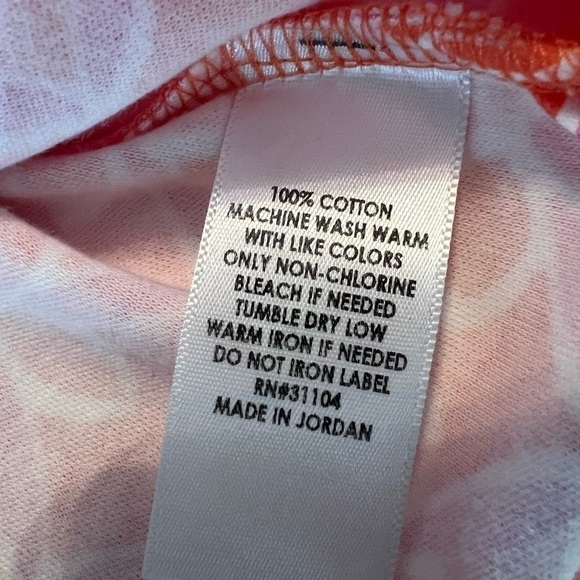 100% COTTON
MACHINE WASH WARM
WITH LIKE COLORS
ONLY NON-CHLORINE
BLEACH IF NEEDED
TUMBLE DRY LOW
WARM IRON IF NEEDED
DO NOT IRON LABEL
RN#31104
MADE IN JORDAN